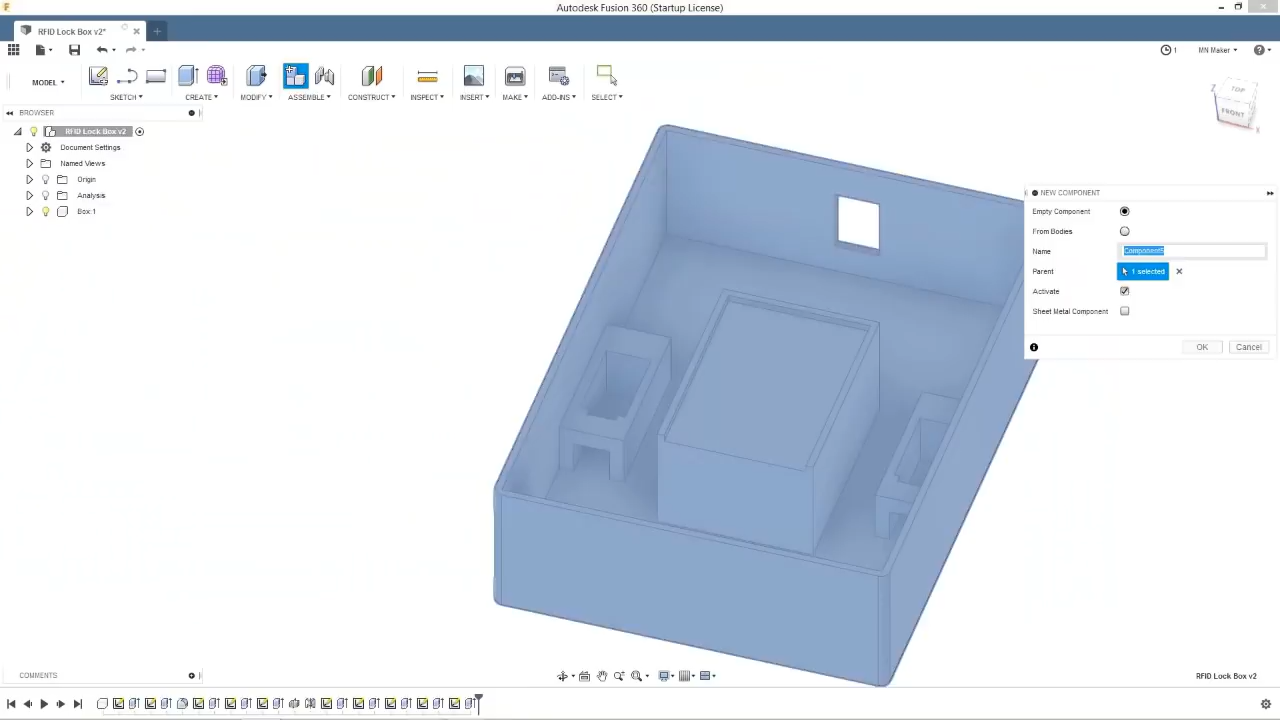 Autodesk Fusion 360 (Startup License)
RFID Lock Box v2*
1
MN Maker
MODEL
SKETCH
CREATE
MODIFY
ASSEMBLE
CONSTRUCT
INSPECT
INSERT
MAKE
ADD-INS
SELECT
BROWSER
RFID Lock Box v2
Document Settings
Named Views
Origin
Analysis
Box:1
TOP
FRONT
Z
X
NEW COMPONENT
Empty Component
From Bodies
Name
Parent
1 selected
Activate
Sheet Metal Component
OK
Cancel
COMMENTS
RFID Lock Box v2